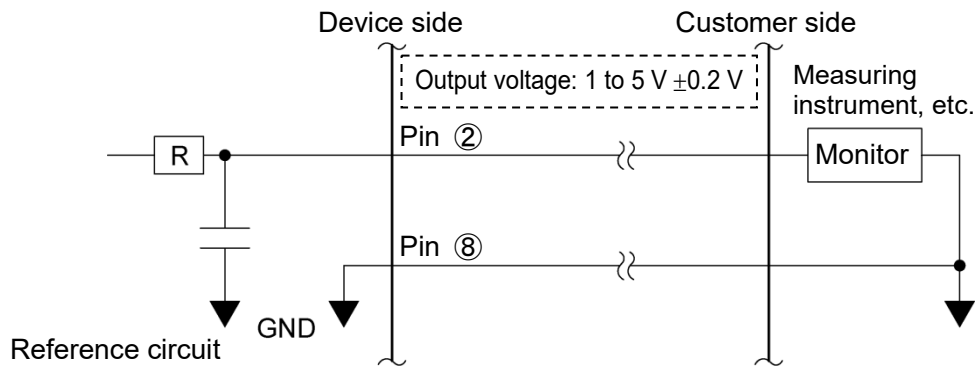 Device side
Customer side
Output voltage: 1 to 5 V ±0.2 V
Measuring
instrument, etc.
Pin ②
R
Monitor
Pin ⑧
GND
Reference circuit